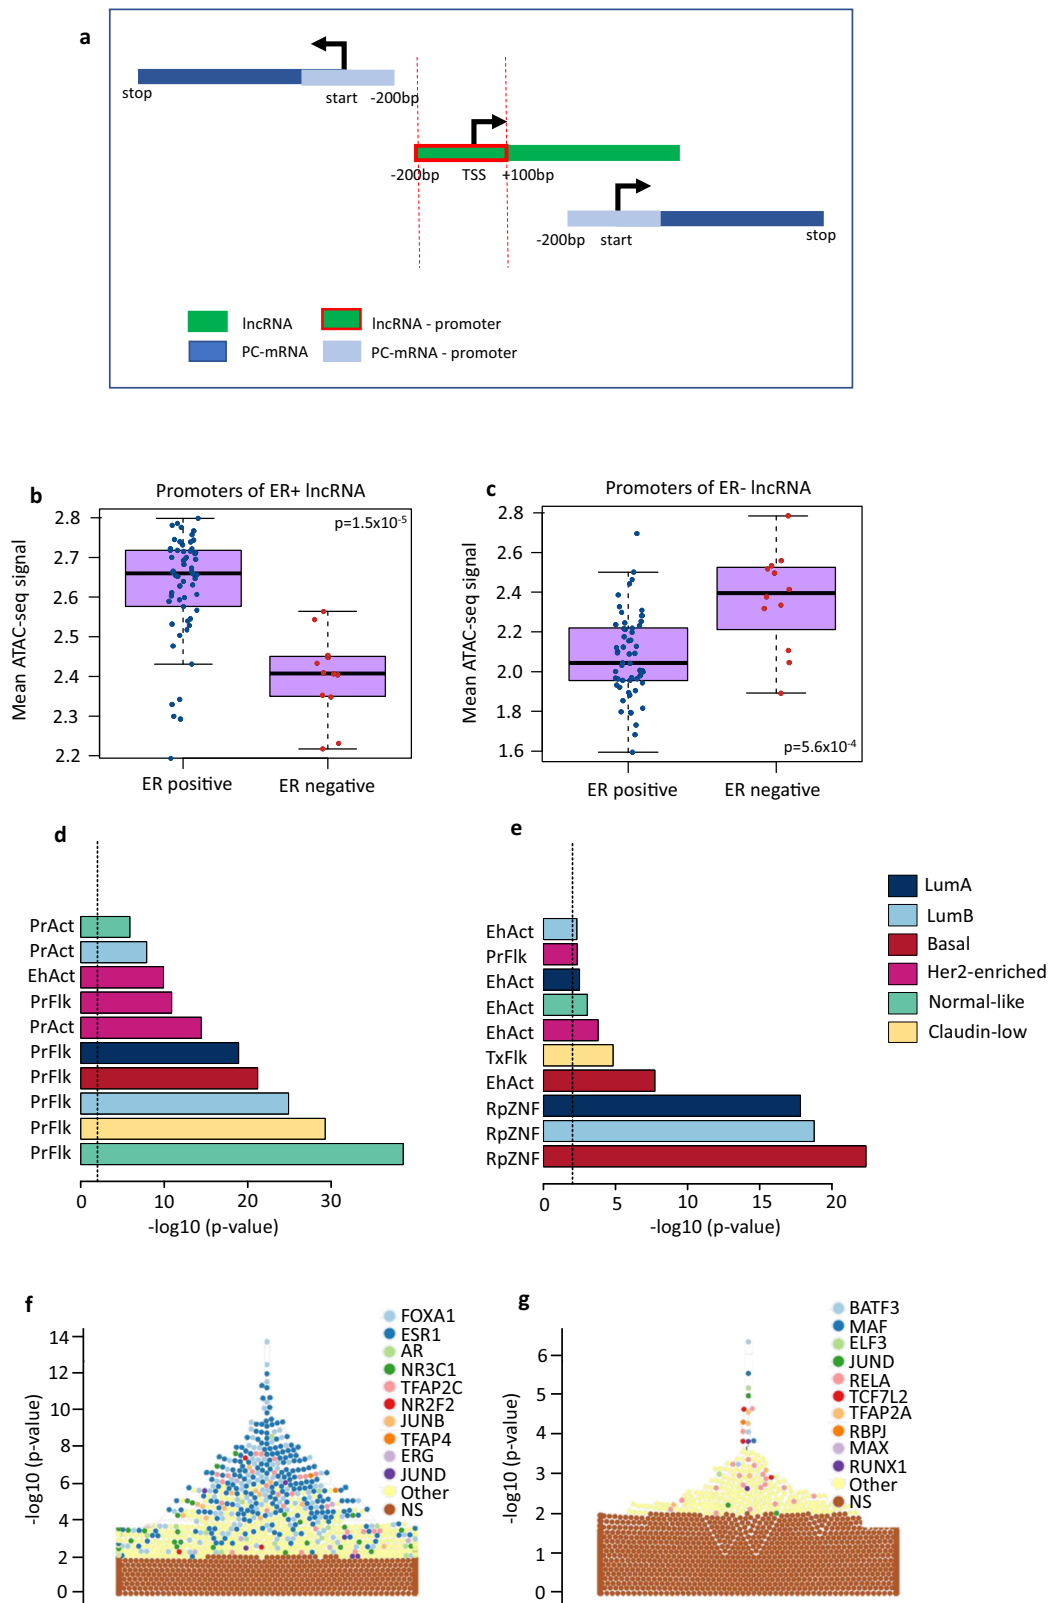 a
stop
start
-200bp
-200bp
TSS
+100bp
-200bp
start
stop
lncRNA
lncRNA - promoter
PC-mRNA
PC-mRNA - promoter
b
Promoters of ER+ lncRNA
p=1.5x10-5
Mean ATAC-seq signal
2.8
2.7
2.6
2.5
2.4
2.3
2.2
ER positive
ER negative
c
Promoters of ER- lncRNA
Mean ATAC-seq signal
2.8
2.6
2.4
2.2
2.0
1.8
1.6
p=5.6x10-4
ER positive
ER negative
d
PrAct
PrAct
EhAct
PrFlk
PrAct
PrFlk
PrFlk
PrFlk
PrFlk
PrFlk
0
10
20
30
-log10 (p-value)
e
EhAct
PrFlk
EhAct
EhAct
EhAct
TxFlk
EhAct
RpZNF
RpZNF
RpZNF
0
5
10
15
20
-log10 (p-value)
LumA
LumB
Basal
Her2-enriched
Normal-like
Claudin-low
f
-log10 (p-value)
14
12
10
8
6
4
2
0
FOXA1
ESR1
AR
NR3C1
TFAP2C
NR2F2
JUNB
TFAP4
ERG
JUND
Other
NS
g
-log10 (p-value)
6
5
4
3
2
1
0
BATF3
MAF
ELF3
JUND
RELA
TCF7L2
TFAP2A
RBPJ
MAX
RUNX1
Other
NS